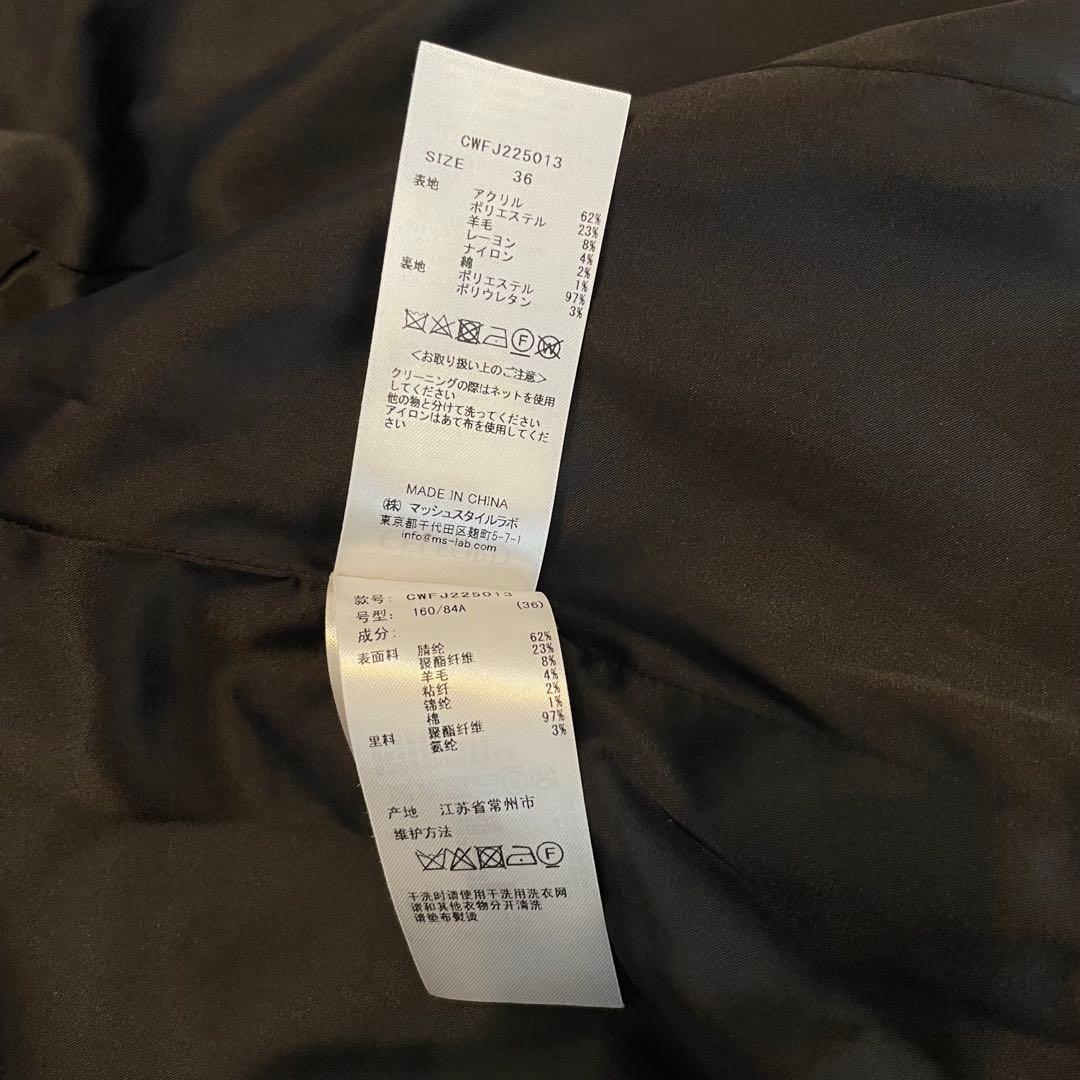 CWFJ225013
SIZE 36
表地 アクリル 62%
ポリエステル 23%
羊毛 8%
レーヨン 4%
ナイロン 2%
綿 1%
裏地 ポリエステル 97%
ポリウレタン 3%
F W
<お取り扱い上のご注意>
クリーニングの際はネットを使用
してください
他の物と分けて洗ってください
アイロンはあて布を使用してくだ
さい
MADE IN CHINA
(株) マッシュスタイルラボ
東京都千代田区麹町5-7-1
info@ms-lab.com
款号: CWFJ225013
号型: 160/84A (36)
成分:
表面料 腈纶 62%
聚酯纤维 23%
羊毛 8%
粘纤 4%
锦纶 2%
棉 1%
里料 聚酯纤维 97%
氨纶 3%
产地 江苏省常州市
维护方法
F
干洗时请使用干洗用洗衣网
请和其他衣物分开清洗
请垫布熨烫